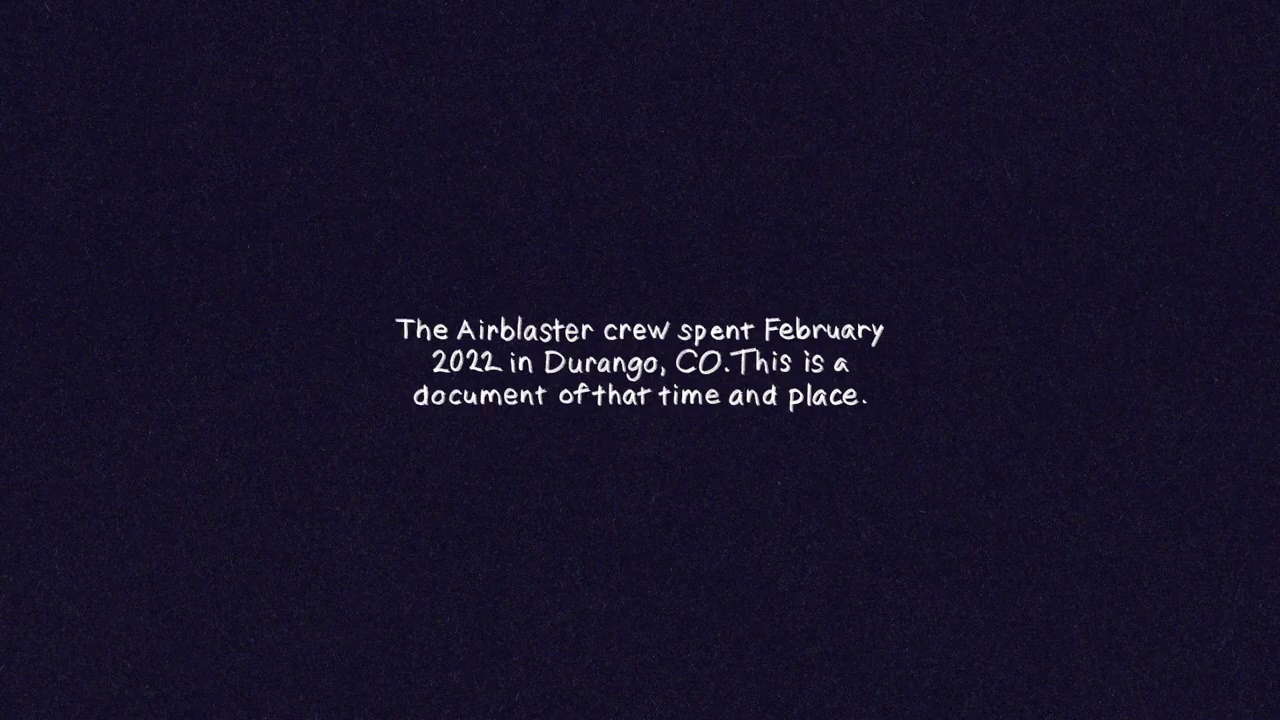 The Airblaster crew spent February
2022 in Durango, CO.This is a
document of that time and place.